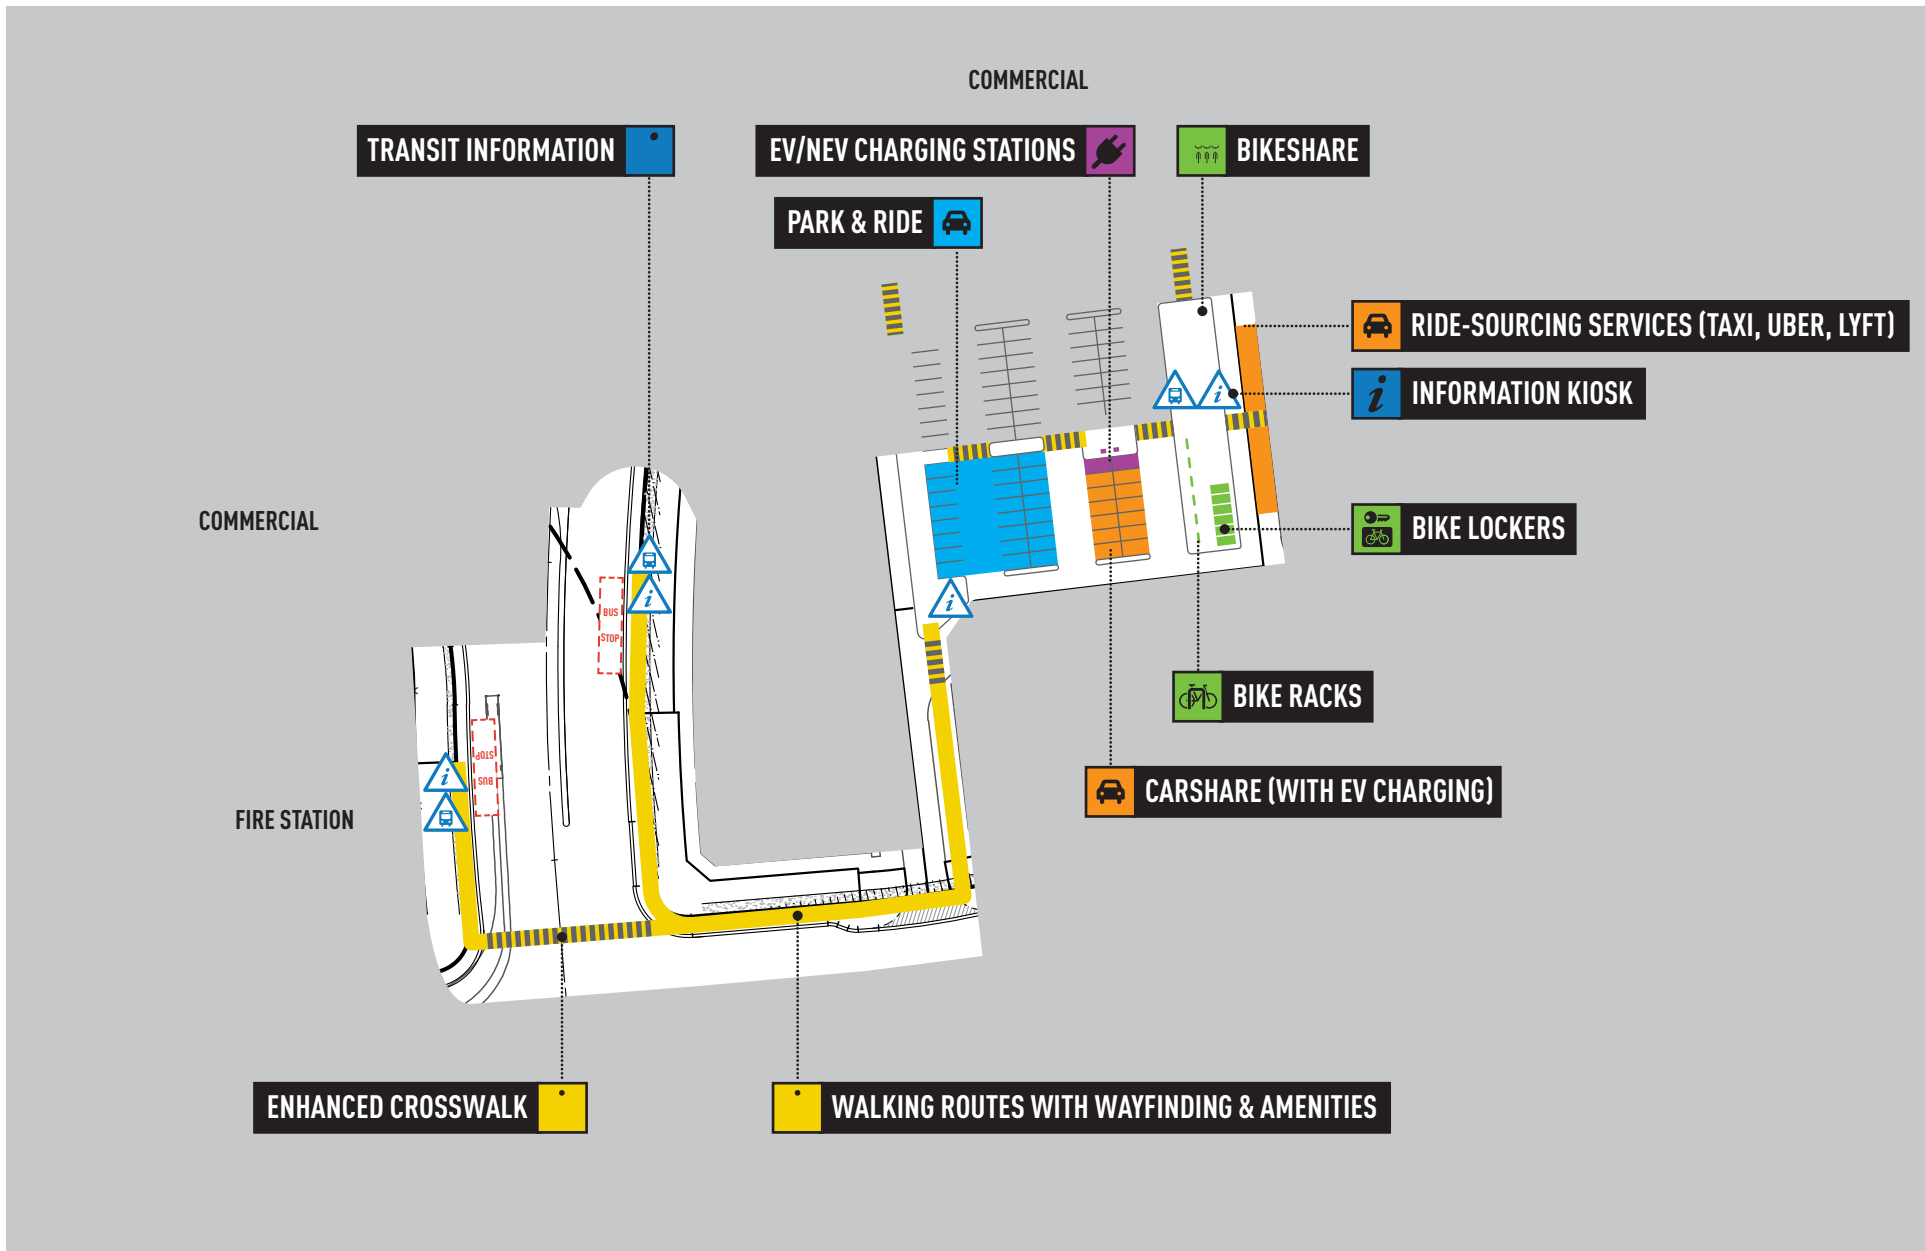 COMMERCIAL
TRANSIT INFORMATION
EV/NEV CHARGING STATIONS
BIKESHARE
PARK & RIDE
RIDE-SOURCING SERVICES (TAXI, UBER, LYFT)
i INFORMATION KIOSK
i
COMMERCIAL
BIKE LOCKERS
i
i
BUS
STOP
BIKE RACKS
STOP
BUS
i
CARSHARE (WITH EV CHARGING)
FIRE STATION
ENHANCED CROSSWALK
WALKING ROUTES WITH WAYFINDING & AMENITIES